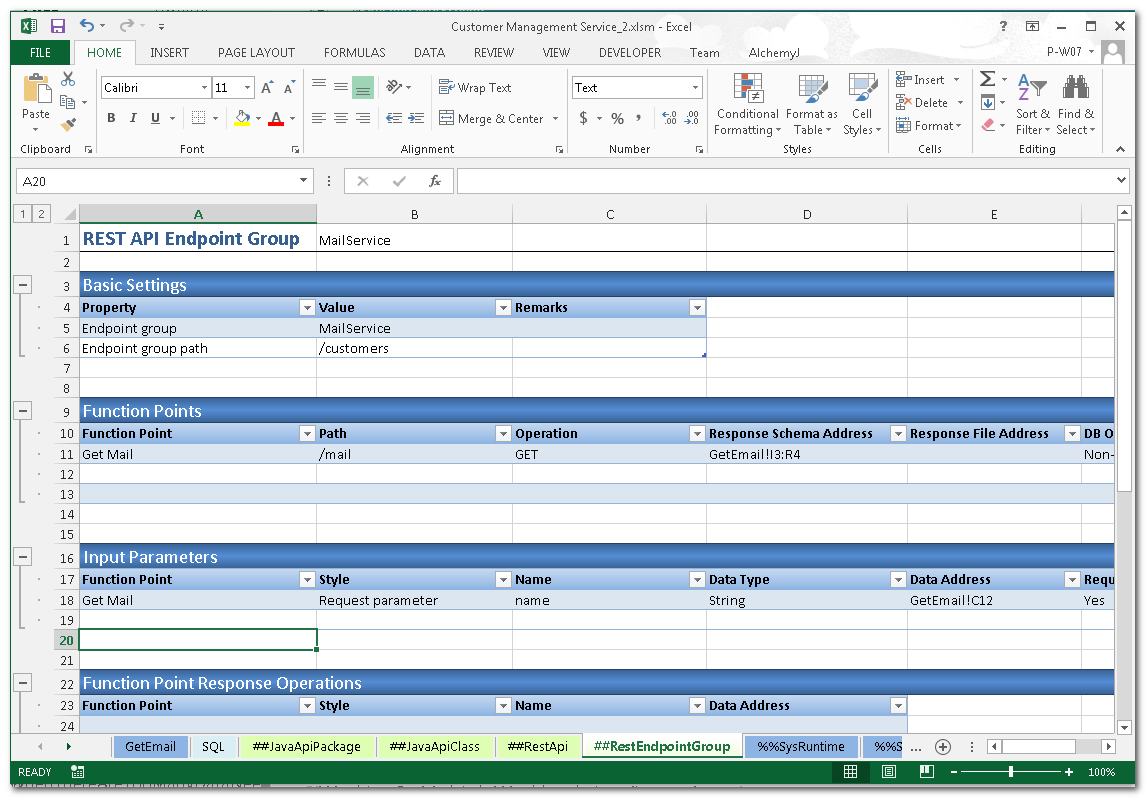 Customer Management Service_2.xlsm - Excel
FILE HOME INSERT PAGE LAYOUT FORMULAS DATA REVIEW VIEW DEVELOPER Team AlchemyJ P-W07
Calibri 11 Wrap Text Text Insert
Paste Conditional Format as Cell Delete Sort & Find &
B I U Merge & Center $ % Formatting Table Styles Format Filter Select
Clipboard Font Alignment Number Styles Cells Editing
A20
1 2 A B C D E
1 REST API Endpoint Group MailService
2
3 Basic Settings
4 Property Value Remarks
5 Endpoint group MailService
6 Endpoint group path /customers
7
8
9 Function Points
10 Function Point Path Operation Response Schema Address Response File Address DB O
11 Get Mail /mail GET GetEmail!I3:R4 Non-
12
13
14
15
16 Input Parameters
17 Function Point Style Name Data Type Data Address Requ
18 Get Mail Request parameter name String GetEmail!C12 Yes
19
20
21
22 Function Point Response Operations
23 Function Point Style Name Data Address
24
GetEmail SQL ##JavaApiPackage ##JavaApiClass ##RestApi ##RestEndpointGroup %%SysRuntime %%S ...
READY 100%